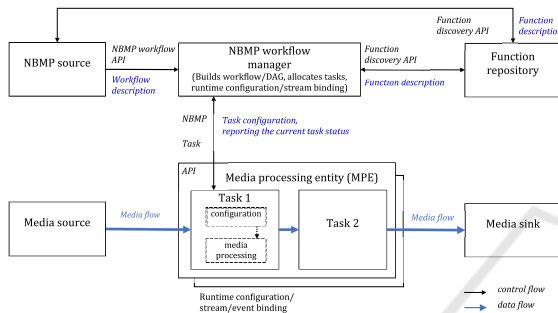 Function
discovery API
Function
description
NBMP source
NBMP workflow
API
Workflow
description
NBMP workflow
manager
(Builds workflow/DAG, allocates tasks,
runtime configuration/stream binding)
Function
discovery API
Function description
Function
repository
NBMP
Task
Task configuration,
reporting the current task status
API
Media processing entity (MPE)
Media source
Media flow
Task 1
configuration
media
processing
Task 2
Media flow
Media sink
Runtime configuration/
stream/event binding
control flow
data flow